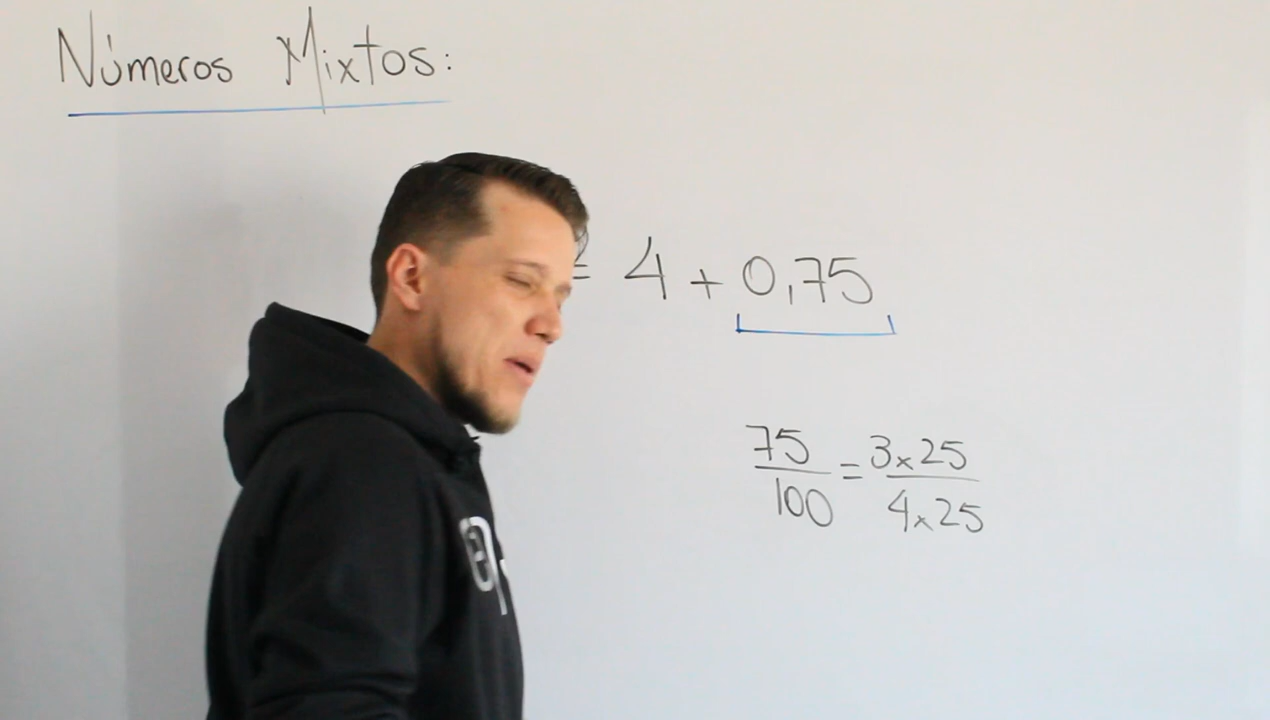 Números Mixtos:
= 4 + 0,75
75/100 = 3x25/4x25